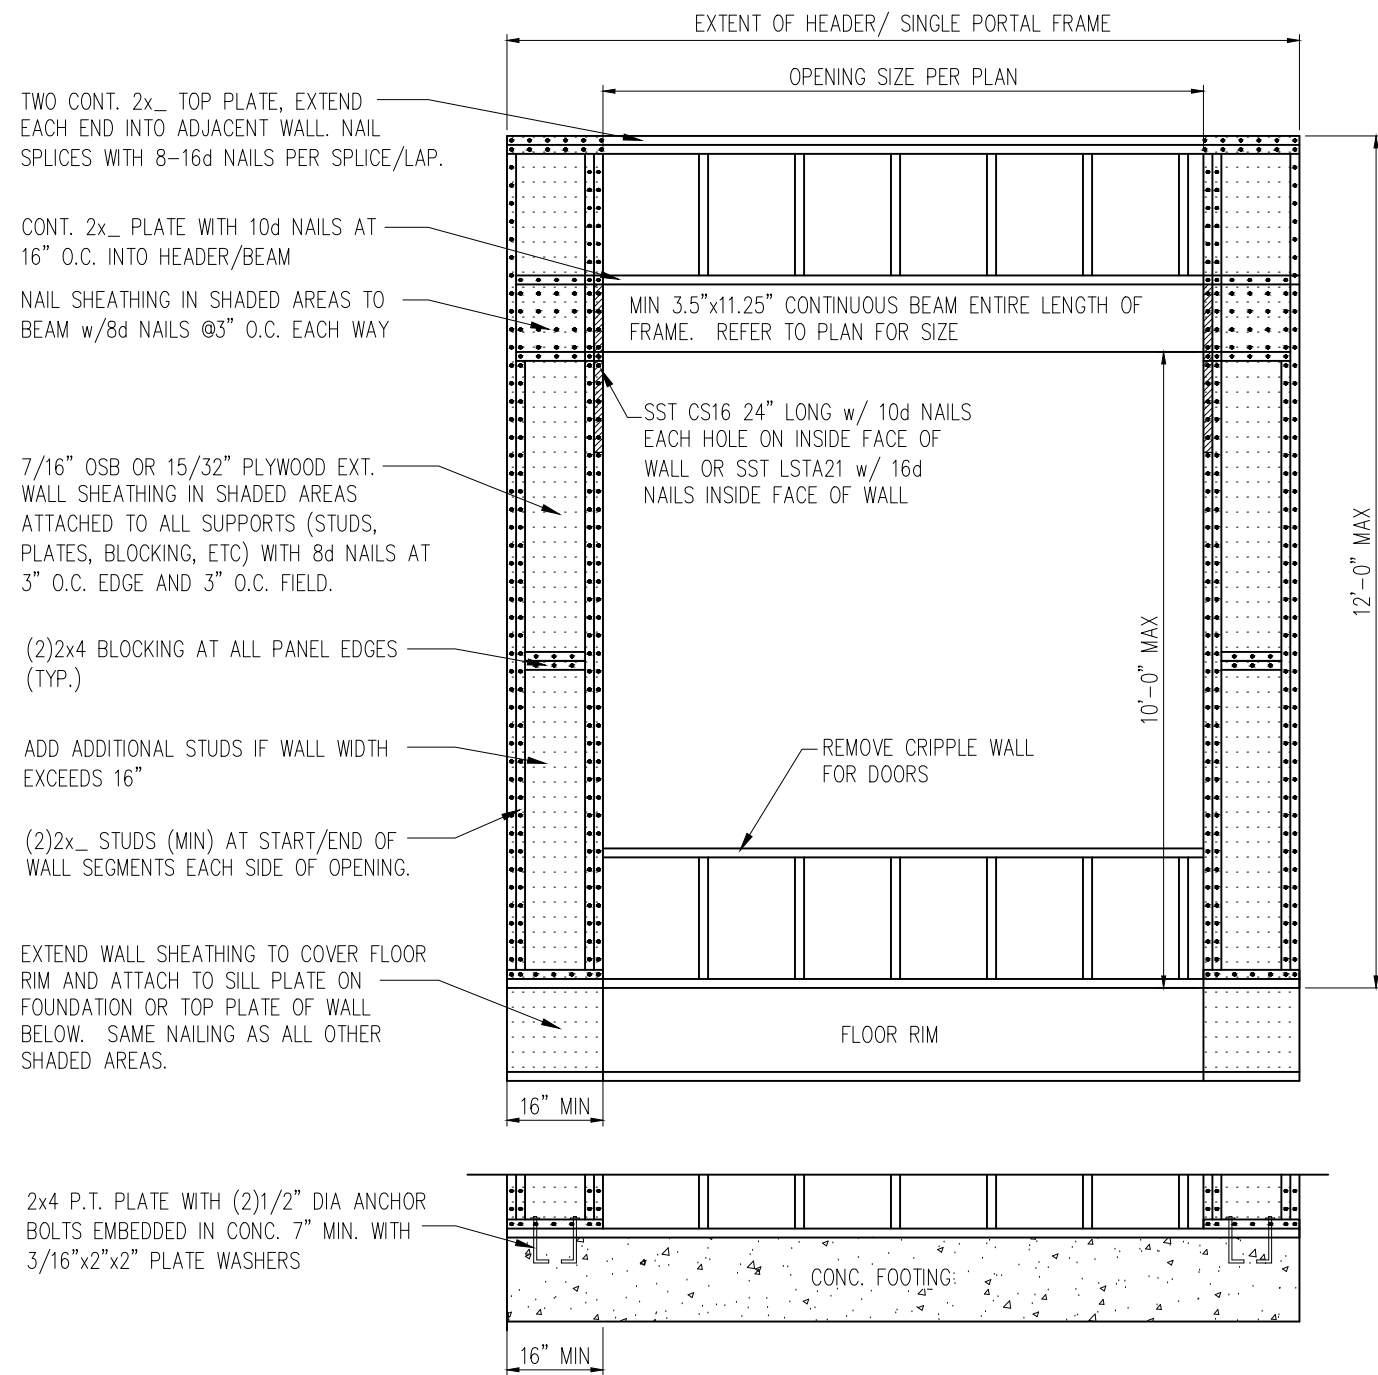 EXTENT OF HEADER/ SINGLE PORTAL FRAME
OPENING SIZE PER PLAN
TWO CONT. 2x_ TOP PLATE, EXTEND
EACH END INTO ADJACENT WALL. NAIL
SPLICES WITH 8-16d NAILS PER SPLICE/LAP.
CONT. 2x_ PLATE WITH 10d NAILS AT
16" O.C. INTO HEADER/BEAM
NAIL SHEATHING IN SHADED AREAS TO
BEAM w/8d NAILS @3" O.C. EACH WAY
MIN 3.5"x11.25" CONTINUOUS BEAM ENTIRE LENGTH OF
FRAME. REFER TO PLAN FOR SIZE
SST CS16 24" LONG w/ 10d NAILS
EACH HOLE ON INSIDE FACE OF
WALL OR SST LSTA21 w/ 16d
NAILS INSIDE FACE OF WALL
7/16" OSB OR 15/32" PLYWOOD EXT.
WALL SHEATHING IN SHADED AREAS
ATTACHED TO ALL SUPPORTS (STUDS,
PLATES, BLOCKING, ETC) WITH 8d NAILS AT
3" O.C. EDGE AND 3" O.C. FIELD.
12'-0" MAX
10'-0" MAX
(2)2x4 BLOCKING AT ALL PANEL EDGES
(TYP.)
ADD ADDITIONAL STUDS IF WALL WIDTH
EXCEEDS 16"
REMOVE CRIPPLE WALL
FOR DOORS
(2)2x_ STUDS (MIN) AT START/END OF
WALL SEGMENTS EACH SIDE OF OPENING.
EXTEND WALL SHEATHING TO COVER FLOOR
RIM AND ATTACH TO SILL PLATE ON
FOUNDATION OR TOP PLATE OF WALL
BELOW. SAME NAILING AS ALL OTHER
SHADED AREAS.
FLOOR RIM
16" MIN
2x4 P.T. PLATE WITH (2)1/2" DIA ANCHOR
BOLTS EMBEDDED IN CONC. 7" MIN. WITH
3/16"x2"x2" PLATE WASHERS
CONC. FOOTING
16" MIN